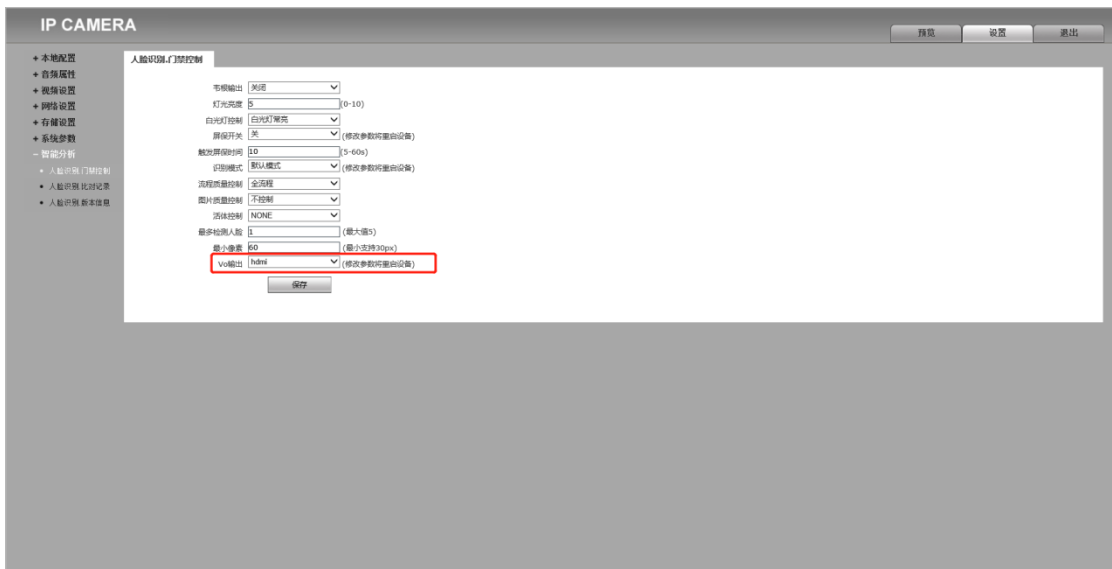 IP CAMERA
预览 设置 退出
+ 本地配置
+ 音频属性
+ 视频设置
+ 网络设置
+ 存储设置
+ 系统参数
- 智能分析
• 人脸识别.门禁控制
• 人脸识别.比对记录
• 人脸识别.版本信息
人脸识别.门禁控制
韦根输出 关闭
灯光亮度 5 (0-10)
白光灯控制 白光灯常亮
屏保开关 关 (修改参数将重启设备)
触发屏保时间 10 (5-60s)
识别模式 默认模式 (修改参数将重启设备)
流程质量控制 全流程
图片质量控制 不控制
活体控制 NONE
最多检测人脸 1 (最大值5)
最小像素 60 (最小支持30px)
Vo输出 hdmi (修改参数将重启设备)
保存